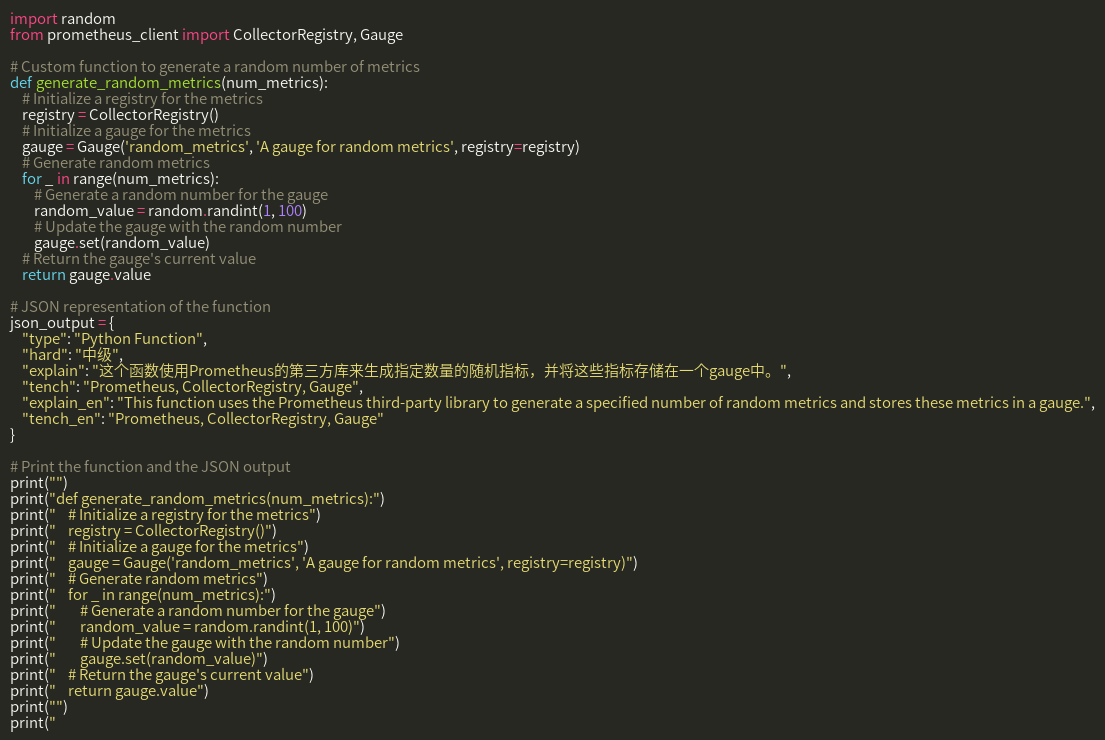 import random
from prometheus_client import CollectorRegistry, Gauge

# Custom function to generate a random number of metrics
def generate_random_metrics(num_metrics):
    # Initialize a registry for the metrics
    registry = CollectorRegistry()
    # Initialize a gauge for the metrics
    gauge = Gauge('random_metrics', 'A gauge for random metrics', registry=registry)
    # Generate random metrics
    for _ in range(num_metrics):
        # Generate a random number for the gauge
        random_value = random.randint(1, 100)
        # Update the gauge with the random number
        gauge.set(random_value)
    # Return the gauge's current value
    return gauge.value

# JSON representation of the function
json_output = {
    "type": "Python Function",
    "hard": "中级",
    "explain": "这个函数使用Prometheus的第三方库来生成指定数量的随机指标，并将这些指标存储在一个gauge中。",
    "tench": "Prometheus, CollectorRegistry, Gauge",
    "explain_en": "This function uses the Prometheus third-party library to generate a specified number of random metrics and stores these metrics in a gauge.",
    "tench_en": "Prometheus, CollectorRegistry, Gauge"
}

# Print the function and the JSON output
print("")
print("def generate_random_metrics(num_metrics):")
print("    # Initialize a registry for the metrics")
print("    registry = CollectorRegistry()")
print("    # Initialize a gauge for the metrics")
print("    gauge = Gauge('random_metrics', 'A gauge for random metrics', registry=registry)")
print("    # Generate random metrics")
print("    for _ in range(num_metrics):")
print("        # Generate a random number for the gauge")
print("        random_value = random.randint(1, 100)")
print("        # Update the gauge with the random number")
print("        gauge.set(random_value)")
print("    # Return the gauge's current value")
print("    return gauge.value")
print("")
print("